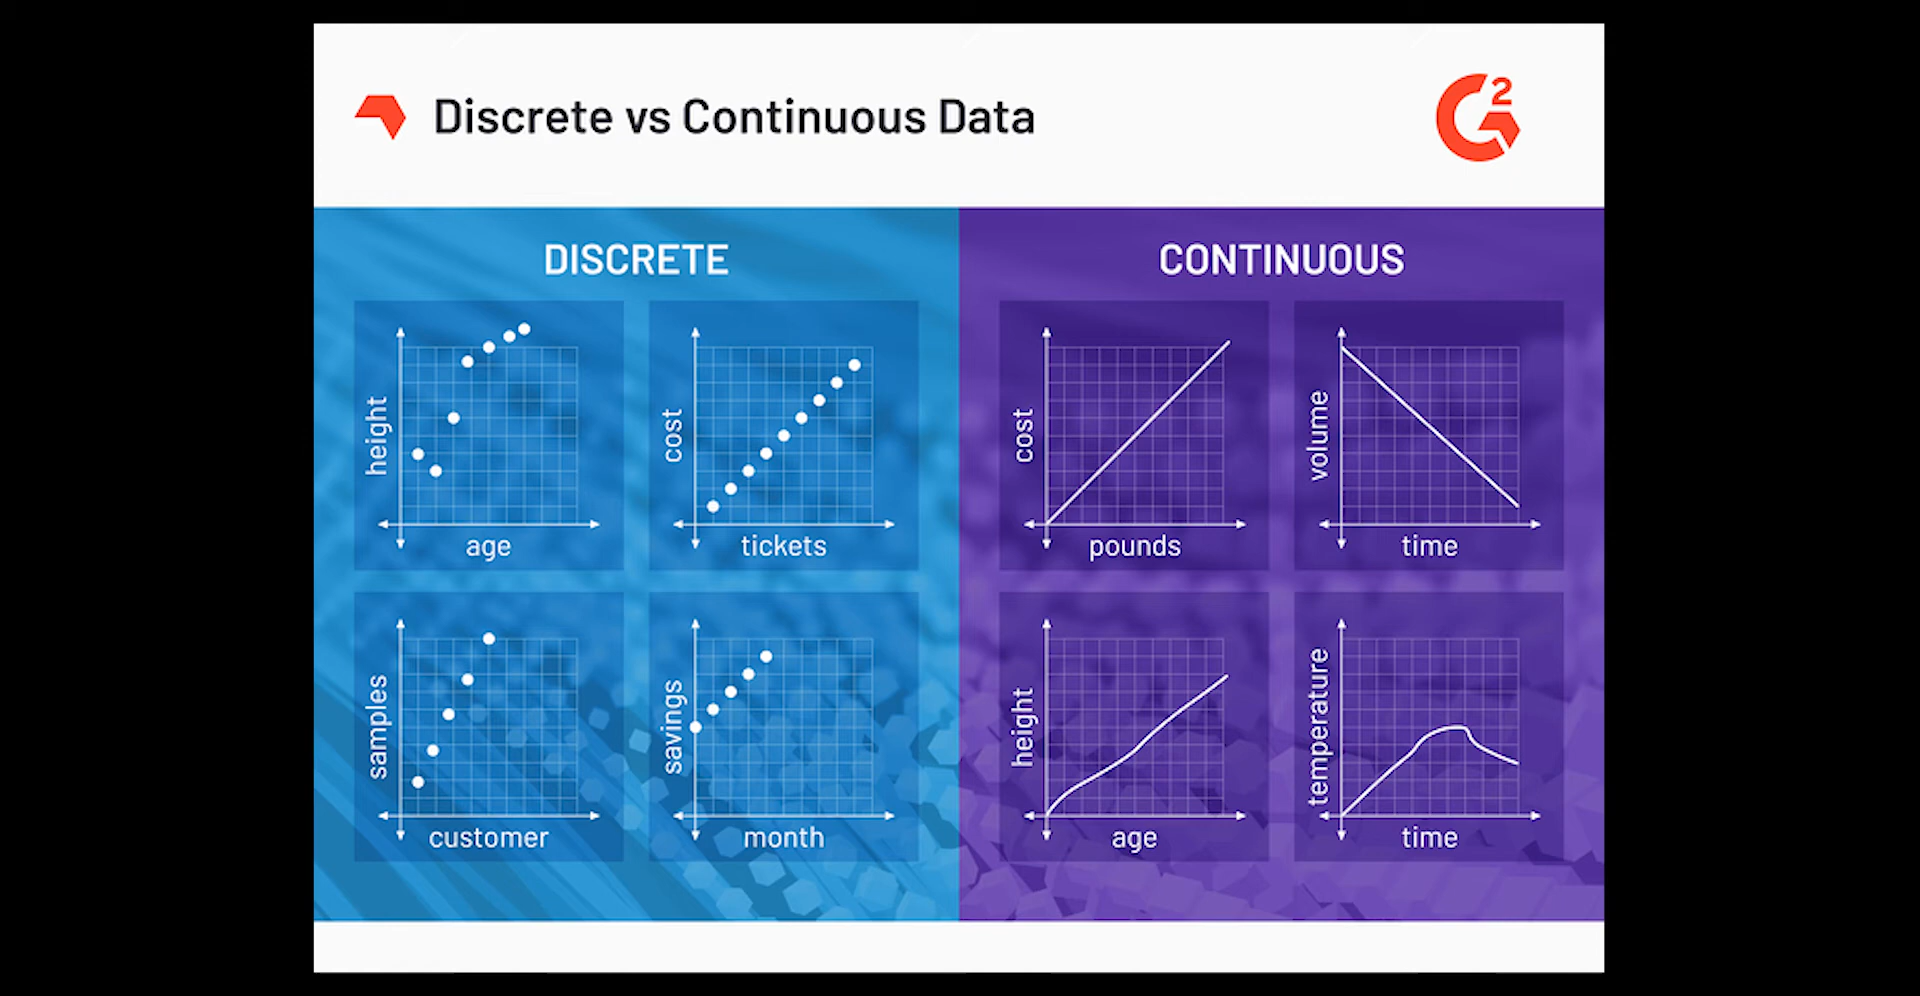 Discrete vs Continuous Data
G2
DISCRETE
height
age
cost
tickets
samples
customer
savings
month
CONTINUOUS
cost
pounds
volume
time
height
age
temperature
time